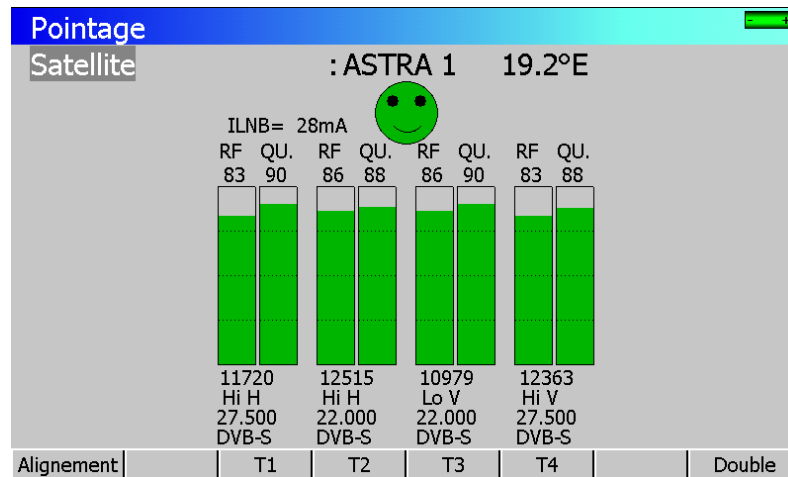 Pointage
- +
Satellite : ASTRA 1 19.2°E
ILNB= 28mA
RF QU. RF QU. RF QU. RF QU.
83 90 86 88 86 90 83 88
11720 12515 10979 12363
Hi H Hi H Lo V Hi V
27.500 22.000 22.000 27.500
DVB-S DVB-S DVB-S DVB-S
Alignement T1 T2 T3 T4 Double